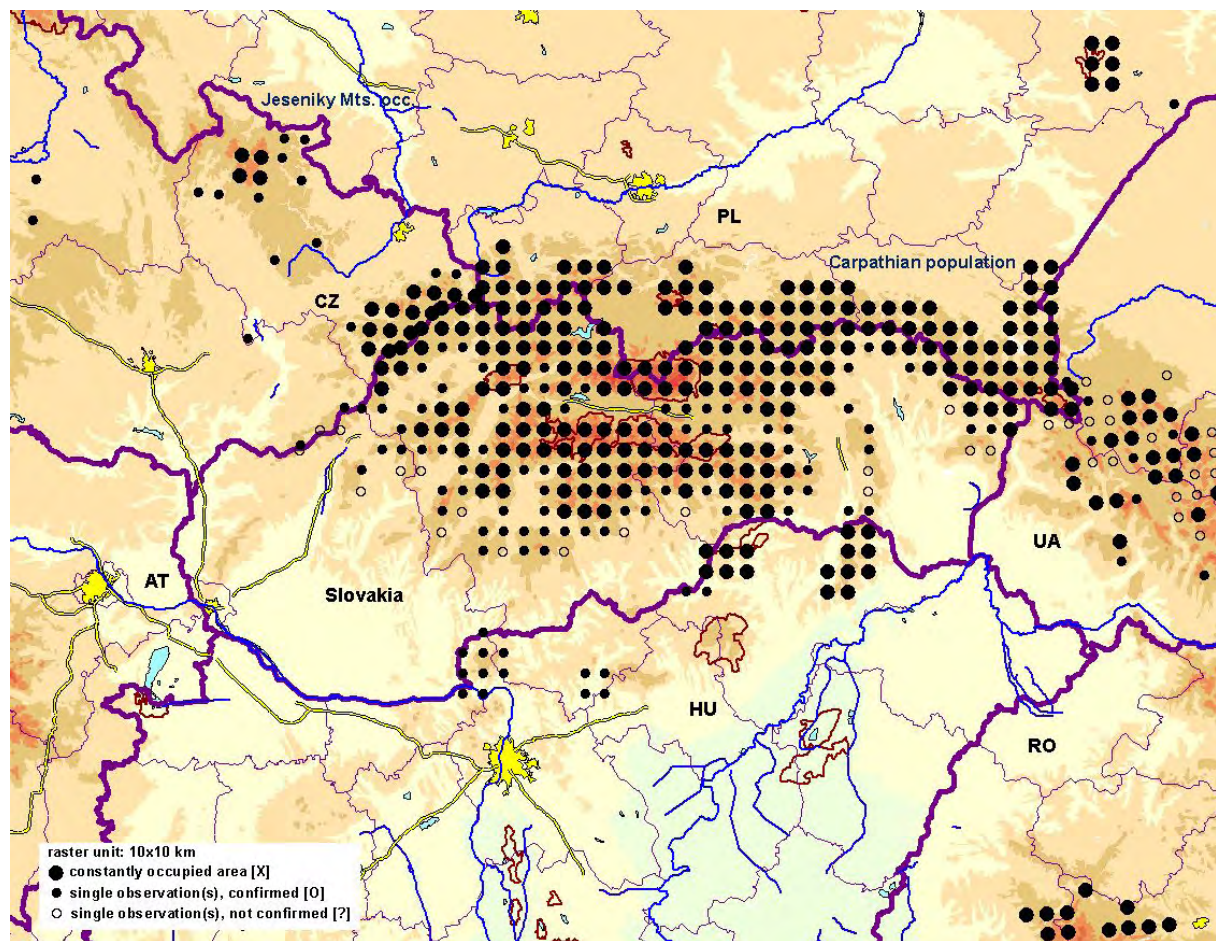 Jeseniky Mts. occ.
PL
Carpathian population
CZ
UA
AT
Slovakia
HU
RO
raster unit: 10x10 km
constantly occupied area [X]
single observation(s), confirmed [O]
single observation(s), not confirmed [?]